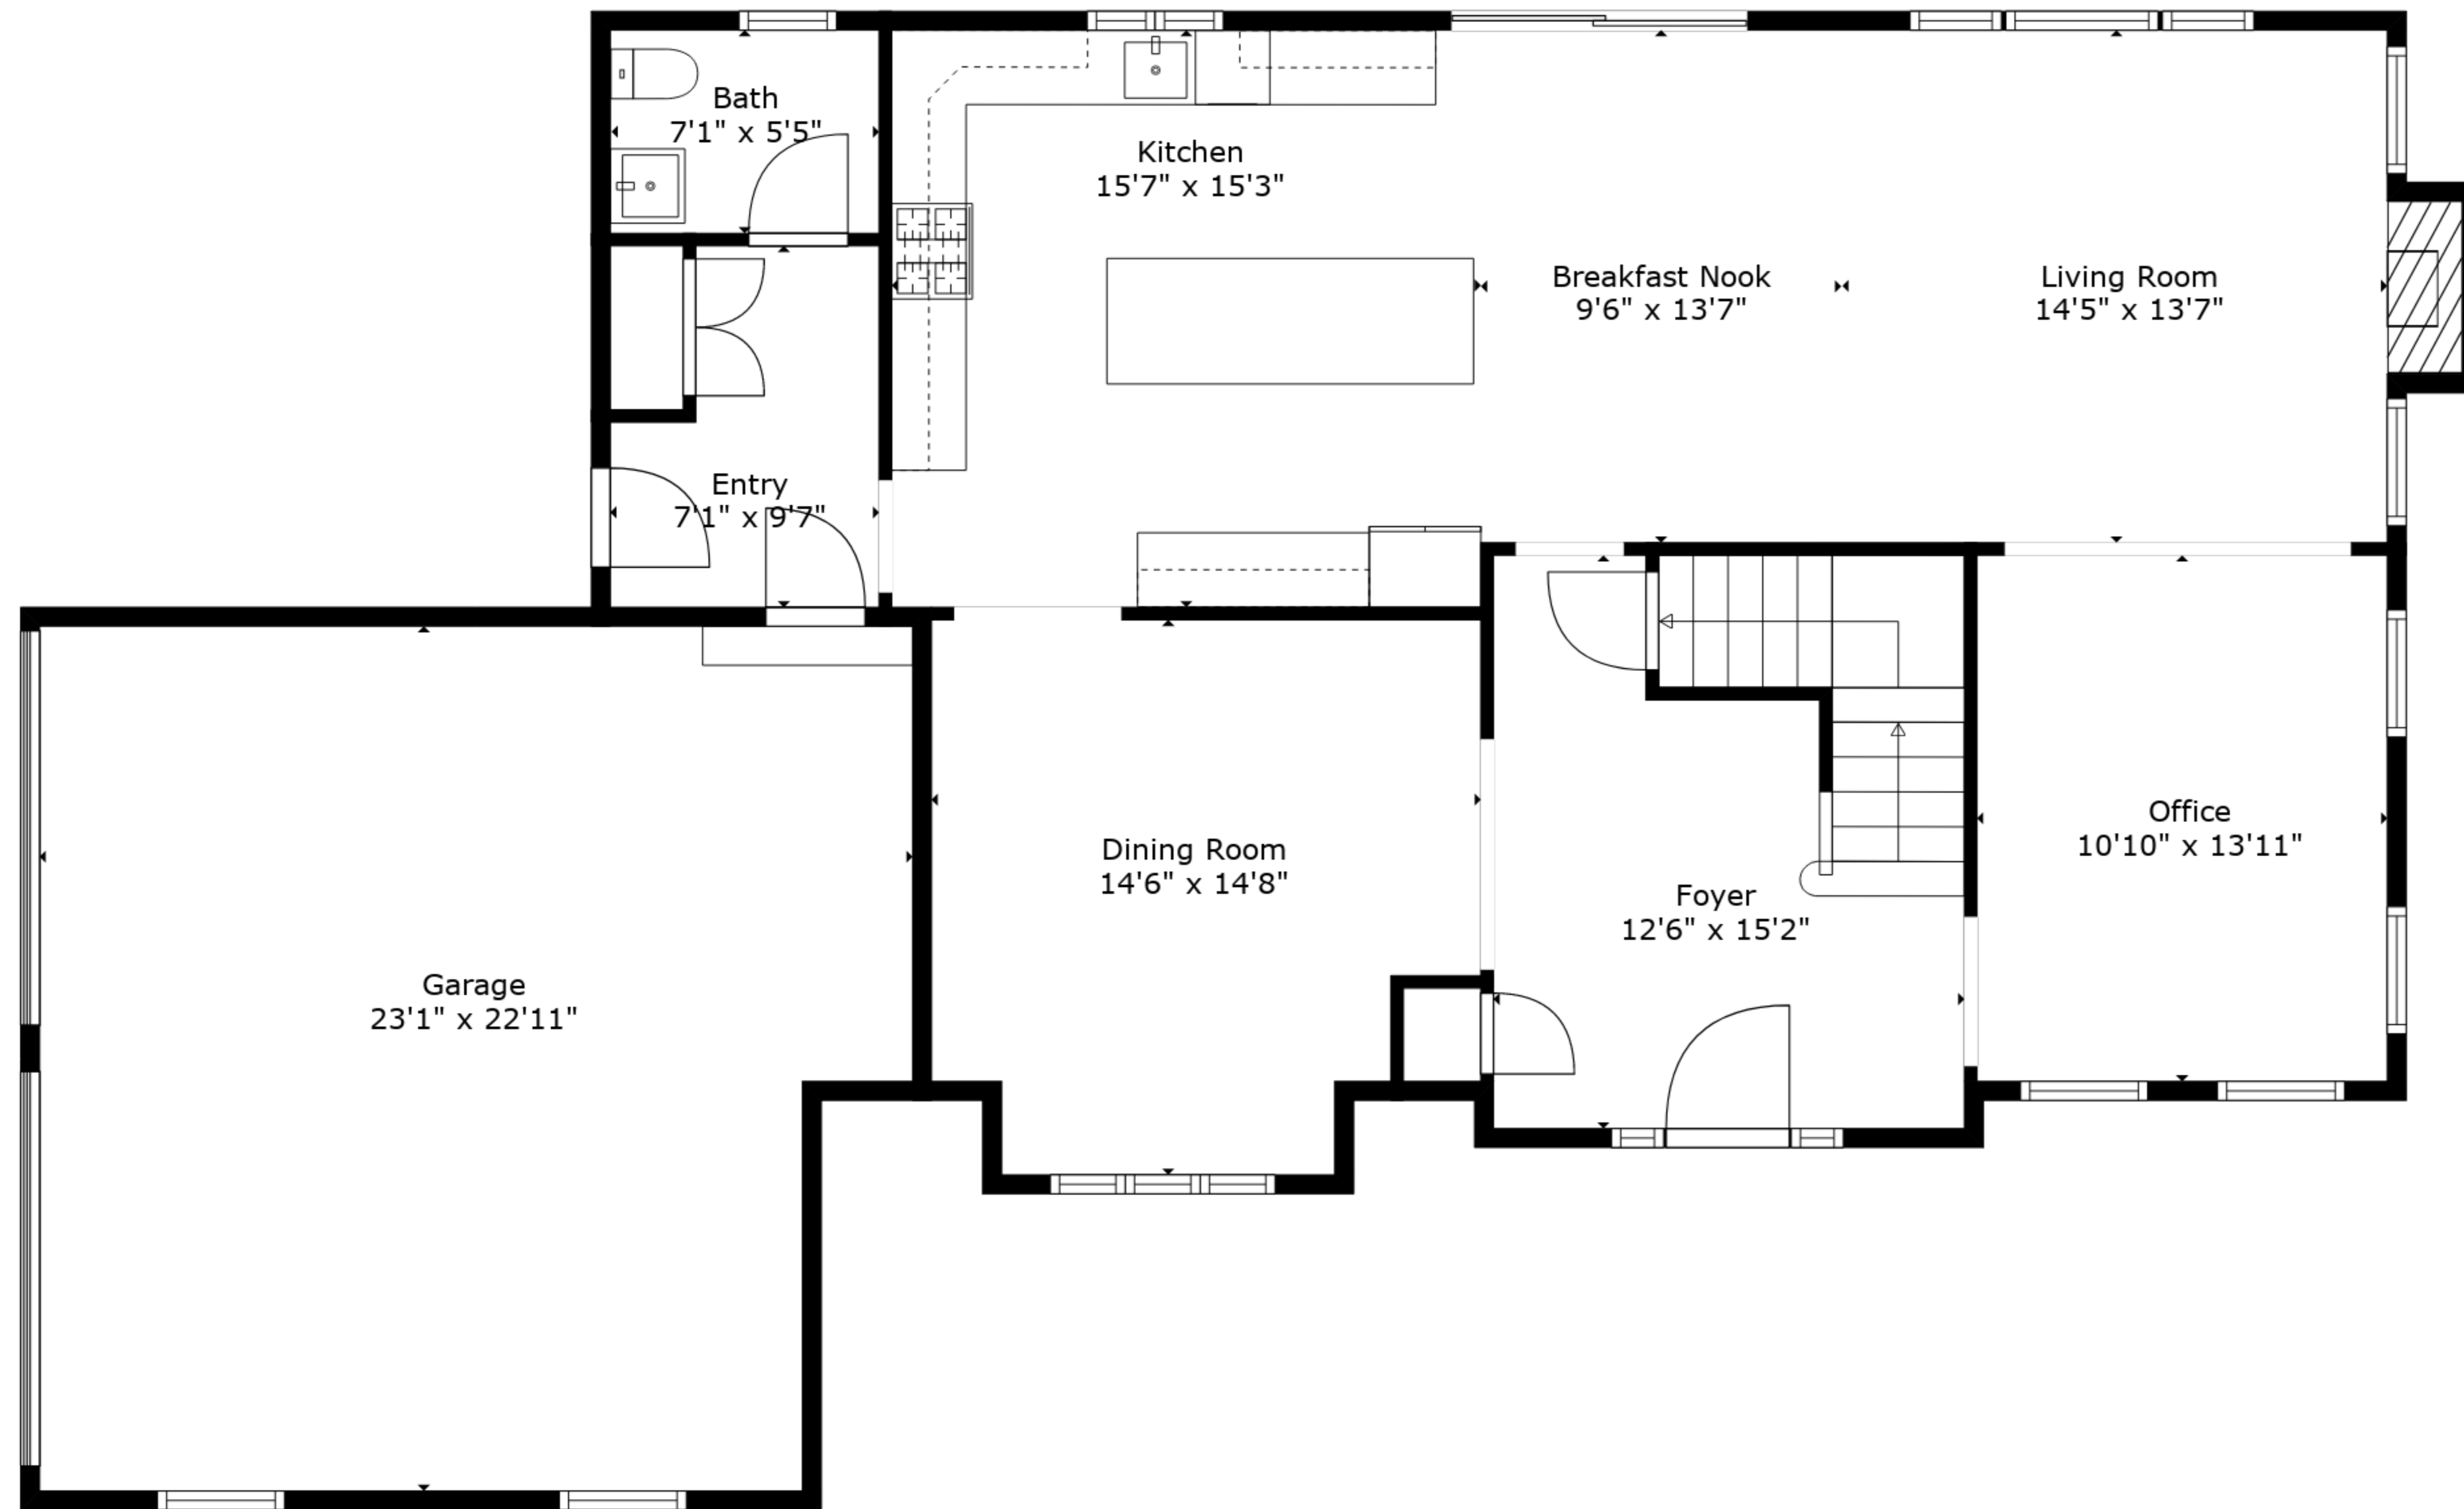 Bath
7'1" x 5'5"
Kitchen
15'7" x 15'3"
Breakfast Nook
9'6" x 13'7"
Living Room
14'5" x 13'7"
Entry
7'1" x 9'7"
Dining Room
14'6" x 14'8"
Office
10'10" x 13'11"
Foyer
12'6" x 15'2"
Garage
23'1" x 22'11"